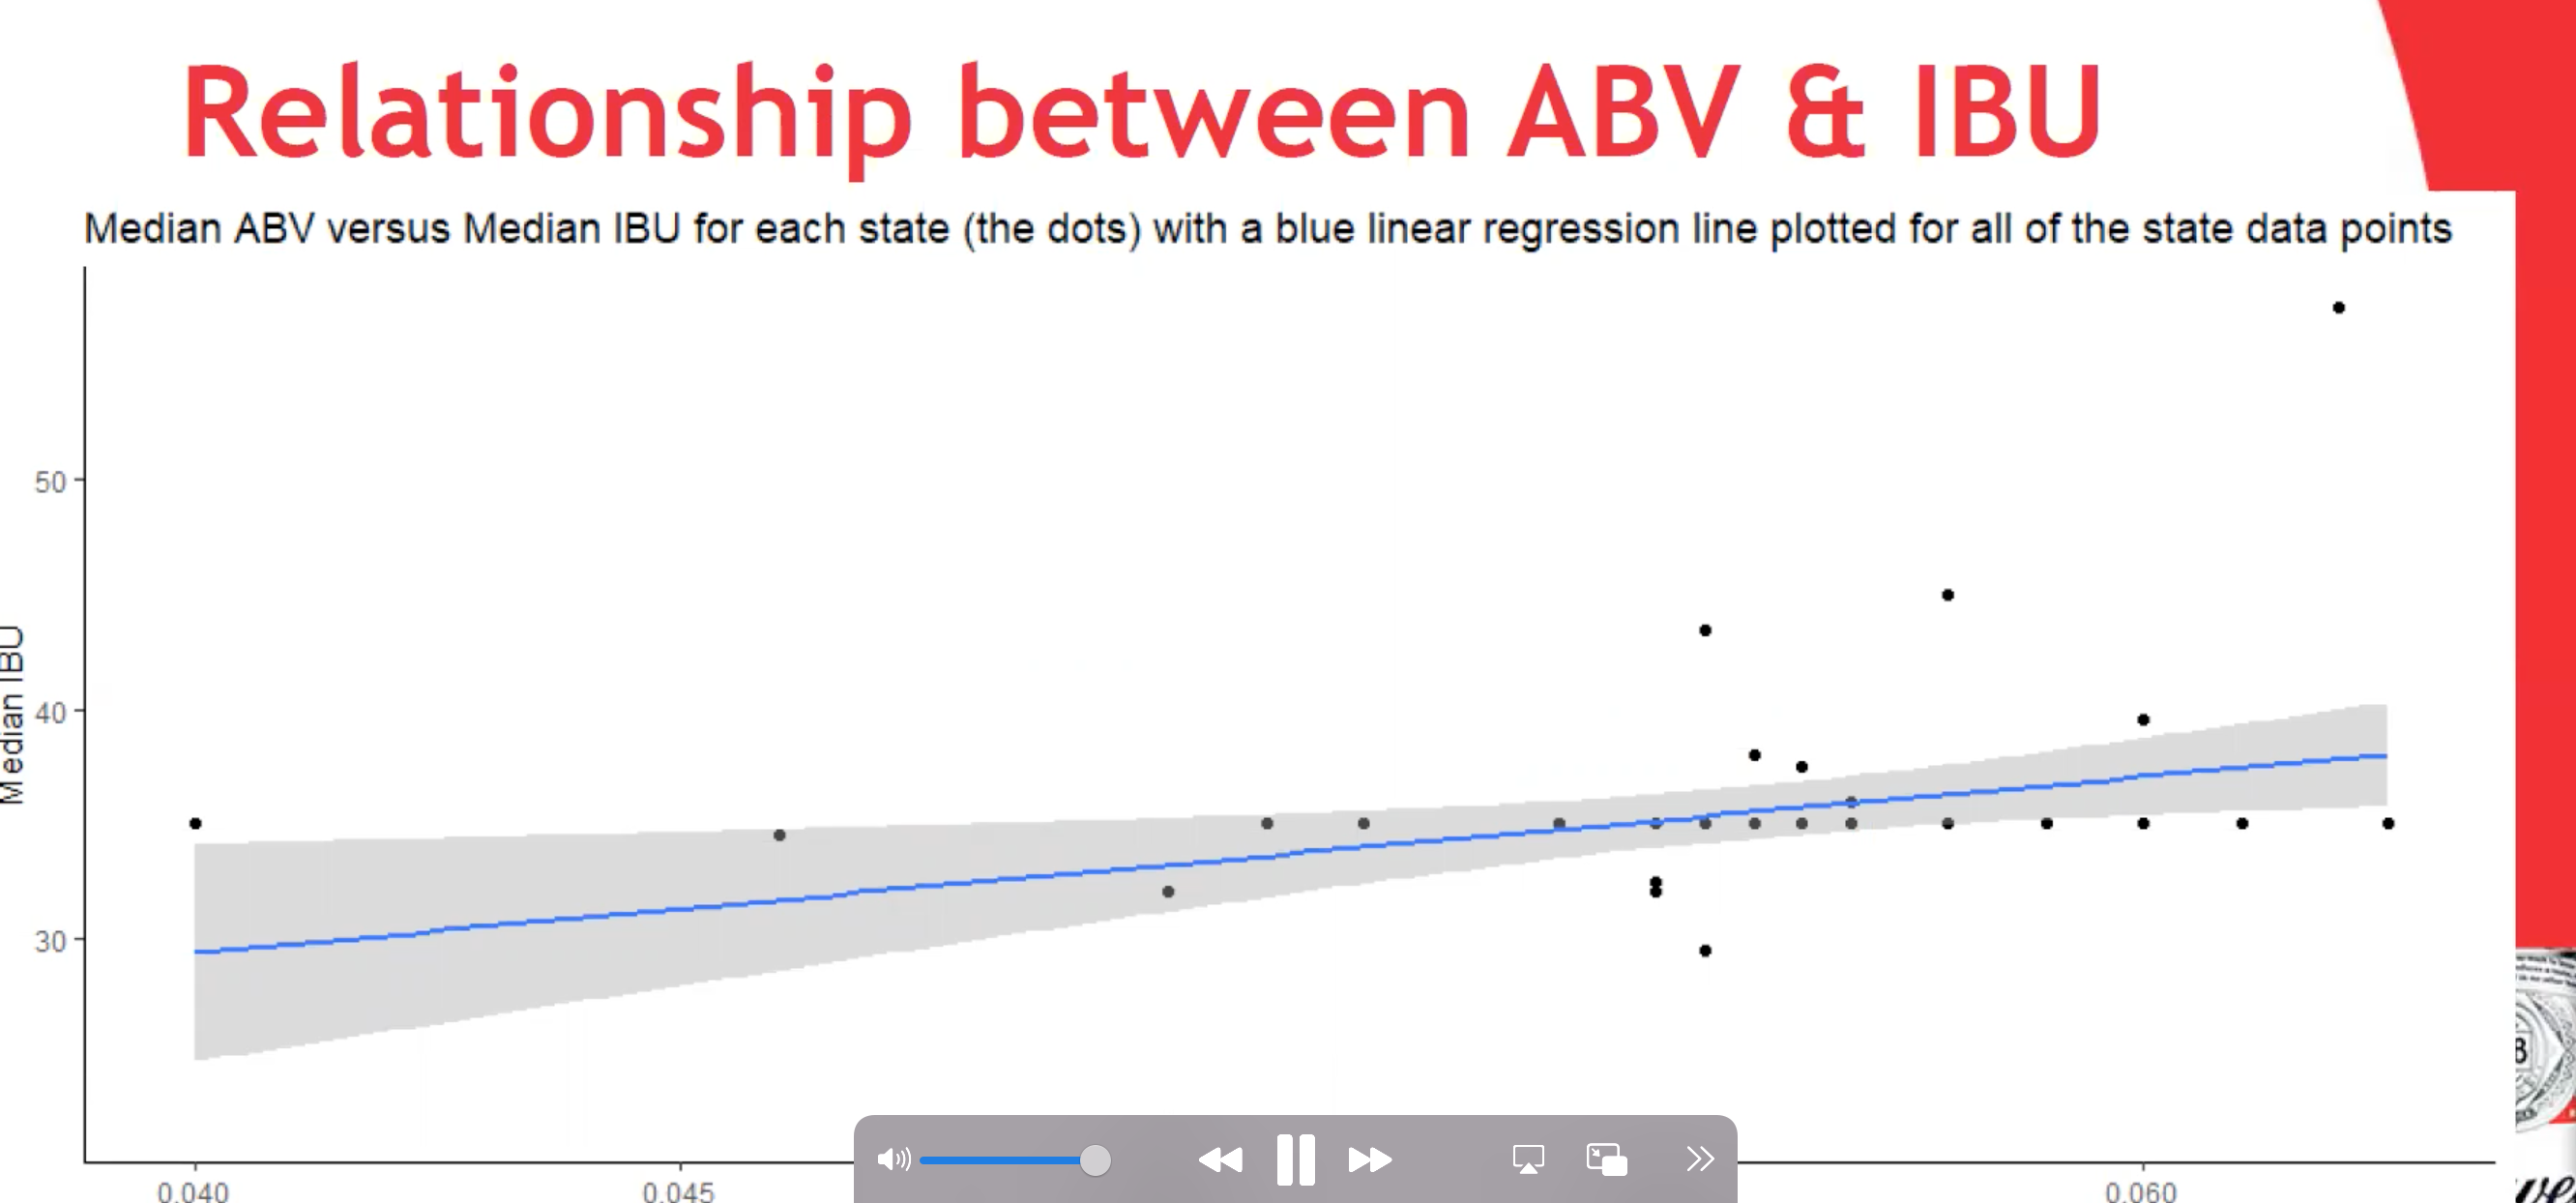 Relationship between ABV & IBU
Median ABV versus Median IBU for each state (the dots) with a blue linear regression line plotted for all of the state data points
50
40
30
Median IBU
0.040
0.045
0.060